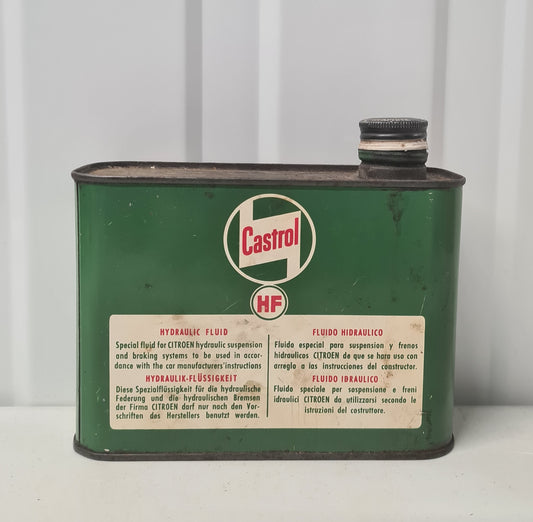 Castrol
HF
HYDRAULIC FLUID
Special fluid for CITROEN hydraulic suspension
and braking systems to be used in accor-
dance with the car manufacturers' instructions
HYDRAULIK-FLÜSSIGKEIT
Diese Spezialflüssigkeit für die hydraulische
Federung und die hydraulischen Bremsen
der Firma CITROEN darf nur nach den Vor-
schriften des Herstellers benutzt werden.
FLUIDO HIDRAULICO
Fluido especial para suspension y frenos
hidraulicos CITROEN de que se hara uso con
arreglo a las instrucciones del constructor.
FLUIDO IDRAULICO
Fluido speciale per sospensione e freni
idraulici CITROEN da utilizzarsi secondo le
istruzioni del costruttore.